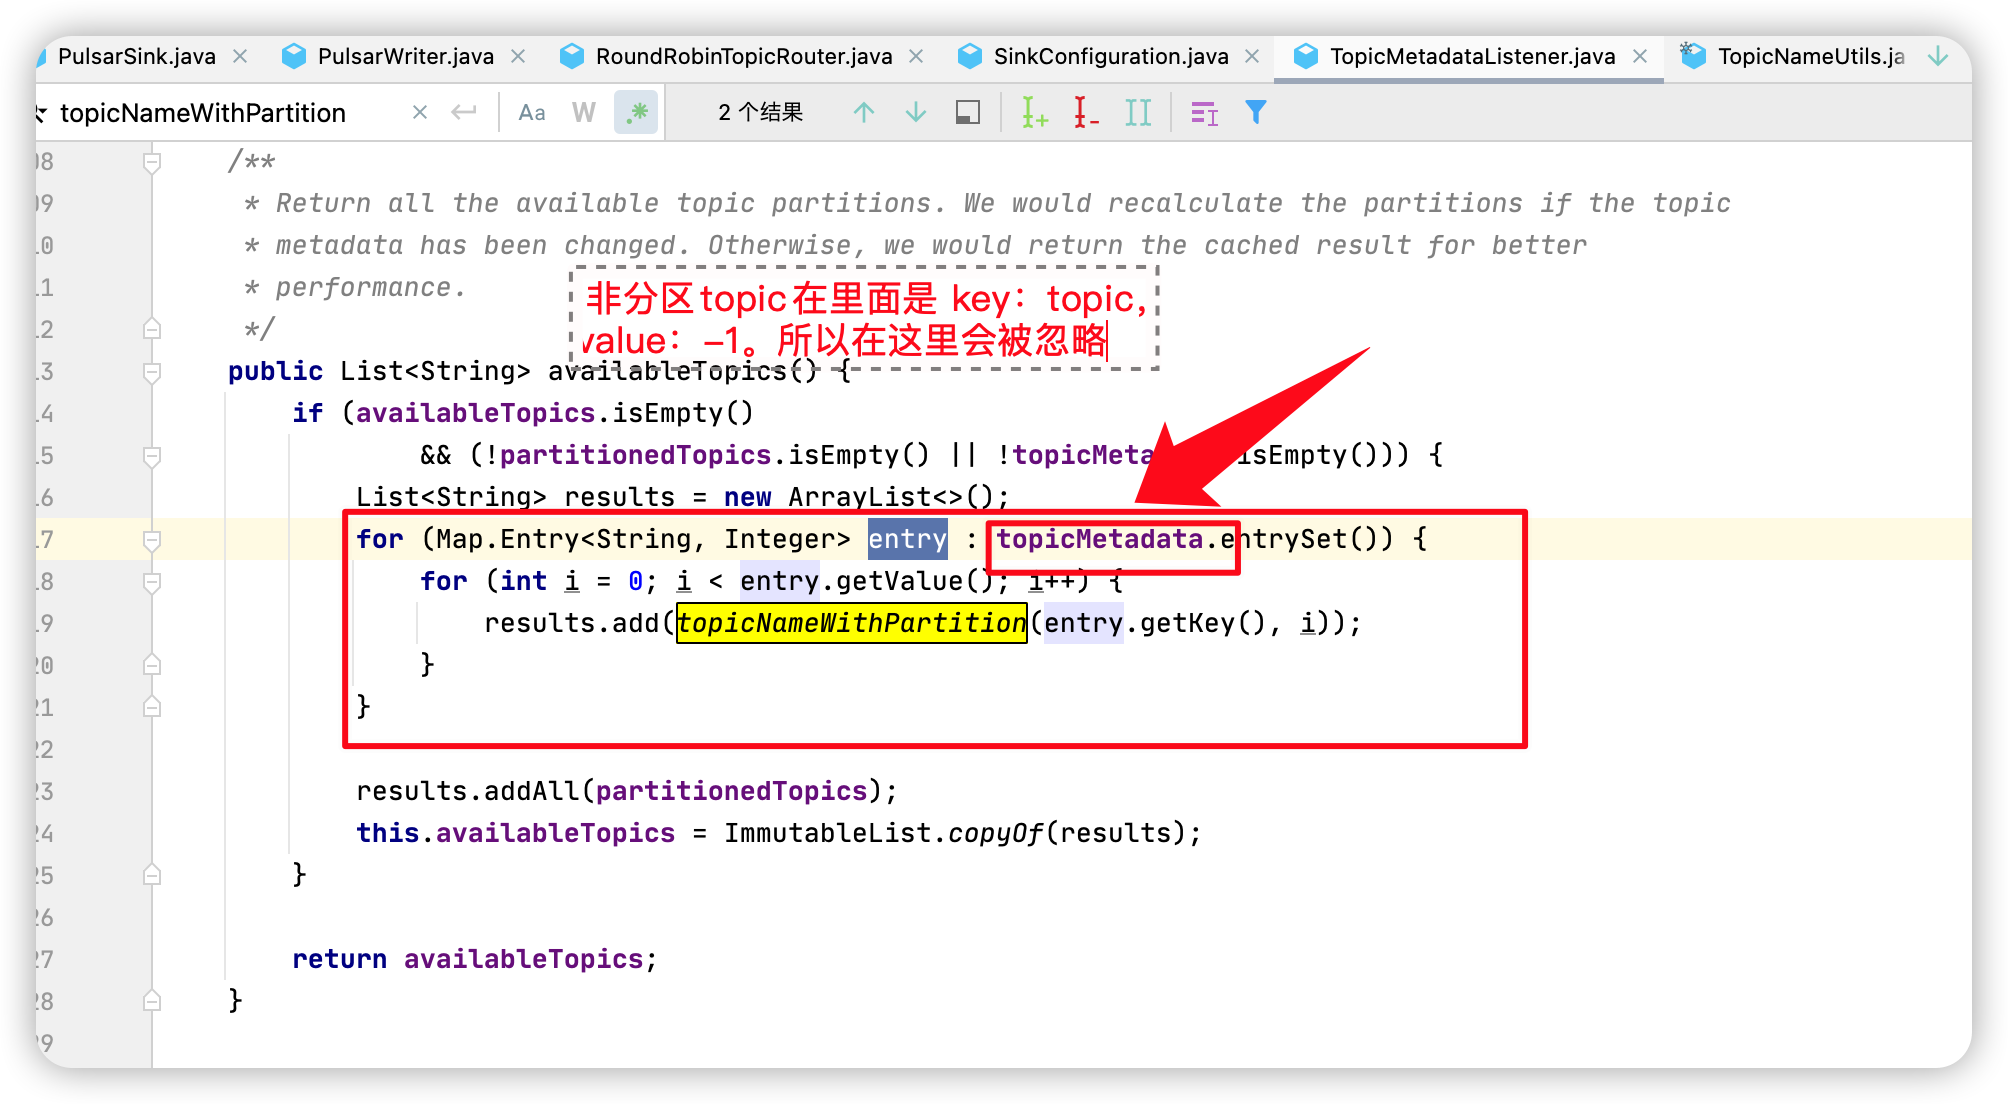 PulsarSink.java PulsarWriter.java RoundRobinTopicRouter.java SinkConfiguration.java TopicMetadataListener.java TopicNameUtils.ja
topicNameWithPartition Aa W .* 2 个结果
08 /**
09 * Return all the available topic partitions. We would recalculate the partitions if the topic
10 * metadata has been changed. Otherwise, we would return the cached result for better
11 * performance.
非分区topic在里面是 key：topic,
value：–1。所以在这里会被忽略
12 */
13 public List<String> availableTopics() {
14 if (availableTopics.isEmpty()
15 && (!partitionedTopics.isEmpty() || !topicMeta isEmpty())) {
16 List<String> results = new ArrayList<>();
17 for (Map.Entry<String, Integer> entry : topicMetadata.entrySet()) {
18 for (int i = 0; i < entry.getValue(); i++) {
19 results.add(topicNameWithPartition(entry.getKey(), i));
20 }
21 }
22
23 results.addAll(partitionedTopics);
24 this.availableTopics = ImmutableList.copyOf(results);
25 }
26
27 return availableTopics;
28 }
29